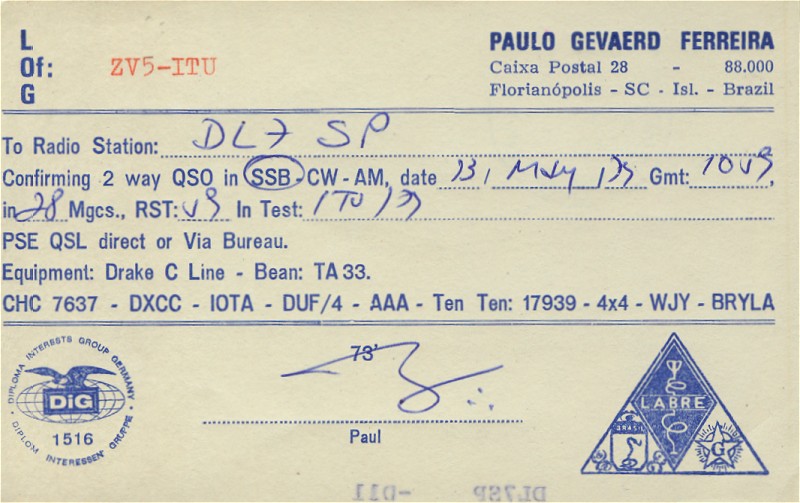 L
Of:
G
ZV5-ITU
PAULO GEVAERD FERREIRA
Caixa Postal 28 - 88.000
Florianópolis - SC - Isl. - Brazil
To Radio Station: DL7 SP
Confirming 2 way QSO in SSB-CW-AM, date 13/ May /79 Gmt:
in 28 Mgcs., RST: In Test: ITU 79
PSE QSL direct or Via Bureau.
Equipment: Drake C Line - Bean: TA 33.
CHC 7637 - DXCC - IOTA - DUF/4 - AAA - Ten Ten: 17939 - 4x4 - WJY - BRYLA
DIPLOMA INTERESTS GROUP GERMANY
DIG
1516
DIPLOM INTERESSEN GRUPPE
73'
Paul
LABRE
BRASIL
G
DL7SP -D11